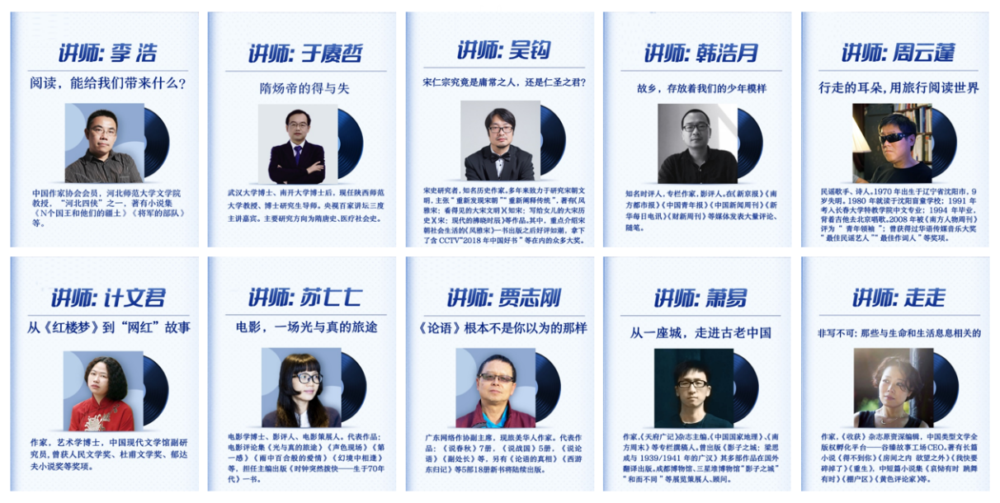 讲师: 李 浩
阅读，能给我们带来什么?
中国作家协会会员，河北师范大学文学院
教授，“河北四侠”之一，著有小说集
《N个国王和他们的疆土》《将军的部队》
等。
讲师: 于赓哲
隋炀帝的得与失
武汉大学博士、南开大学博士后，现任陕西师范
大学教授、博士研究生导师。央视百家讲坛三度
主讲嘉宾。主要研究方向为隋唐史、医疗社会史。
讲师: 吴钩
宋仁宗究竟是庸常之人，还是仁圣之君?
宋史研究者，知名历史作家。多年来致力于研究宋朝文
明，主张“重新发现宋朝”“重新阐释传统”，著有《风
雅宋：看得见的大宋文明》《知宋：写给女儿的大宋历
史》《宋：现代的拂晓时辰》等作品。其中，重点介绍宋
朝社会生活的《风雅宋》一书出版之后好评如潮，拿下
了含CCTV“2018年中国好书”等在内的众多大奖。
讲师: 韩浩月
故乡，存放着我们的少年模样
知名时评人，专栏作家，影评人。在《新京报》《南
方都市报》《中国青年报》《中国新闻周刊》《新
华每日电讯》《财新周刊》等媒体发表大量评论、
随笔。
讲师: 周云蓬
行走的耳朵,用旅行阅读世界
民谣歌手、诗人。1970年出生于辽宁省沈阳市，9
岁失明。1980年就读于沈阳盲童学校；1991年
考入长春大学特教学院中文专业；1994年毕业，
背着吉他去北京唱歌。2008年被《南方人物周刊》
评为“青年领袖”；曾获得过华语传媒音乐大奖
“最佳民谣艺人”“最佳作词人”等奖项。
讲师: 计文君
从《红楼梦》到“网红”故事
作家，艺术学博士，中国现代文学馆副研
究员,曾获人民文学奖、杜甫文学奖、郁达
夫小说奖等奖项。
讲师: 苏七七
电影，一场光与真的旅途
电影学博士、影评人、电影策展人。代表作品：
电影评论集《光与真的旅途》《声色现场》《第
一感》《雨中百合般的爱情》《幻境中相逢》
等，担任主编出版《时钟突然拨快——生于70年
代》一书。
讲师: 贾志刚
《论语》根本不是你以为的那样
广东网络作协副主席，现旅美华人作家。代表作
品：《说春秋》7册，《说战国》5册，《说论
语》《副处长》等，另有《论语的真相》《西游
东归记》等5部18册新书将陆续出版。
讲师: 萧易
从一座城，走进古老中国
作家,《天府广记》杂志主编,《中国国家地理》、《南
方周末》等专栏撰稿人。曾出版《影子之城：梁思
成与1939/1941年的广汉》其多部作品在国外
翻译出版。成都博物馆、三星堆博物馆“影子之城”
“和而不同”等展览策展人、顾问。
讲师: 走走
非写不可: 那些与生命和生活息息相关的
作家，《收获》杂志原资深编辑，中国类型文学全
版权孵化平台——谷臻故事工场CEO。著有长篇
小说《得不到你》《房间之内 欲望之外》《我快要
碎掉了》《重生》，中短篇小说集《哀恸有时 跳舞
有时》《棚户区》《黄色评论家》等。